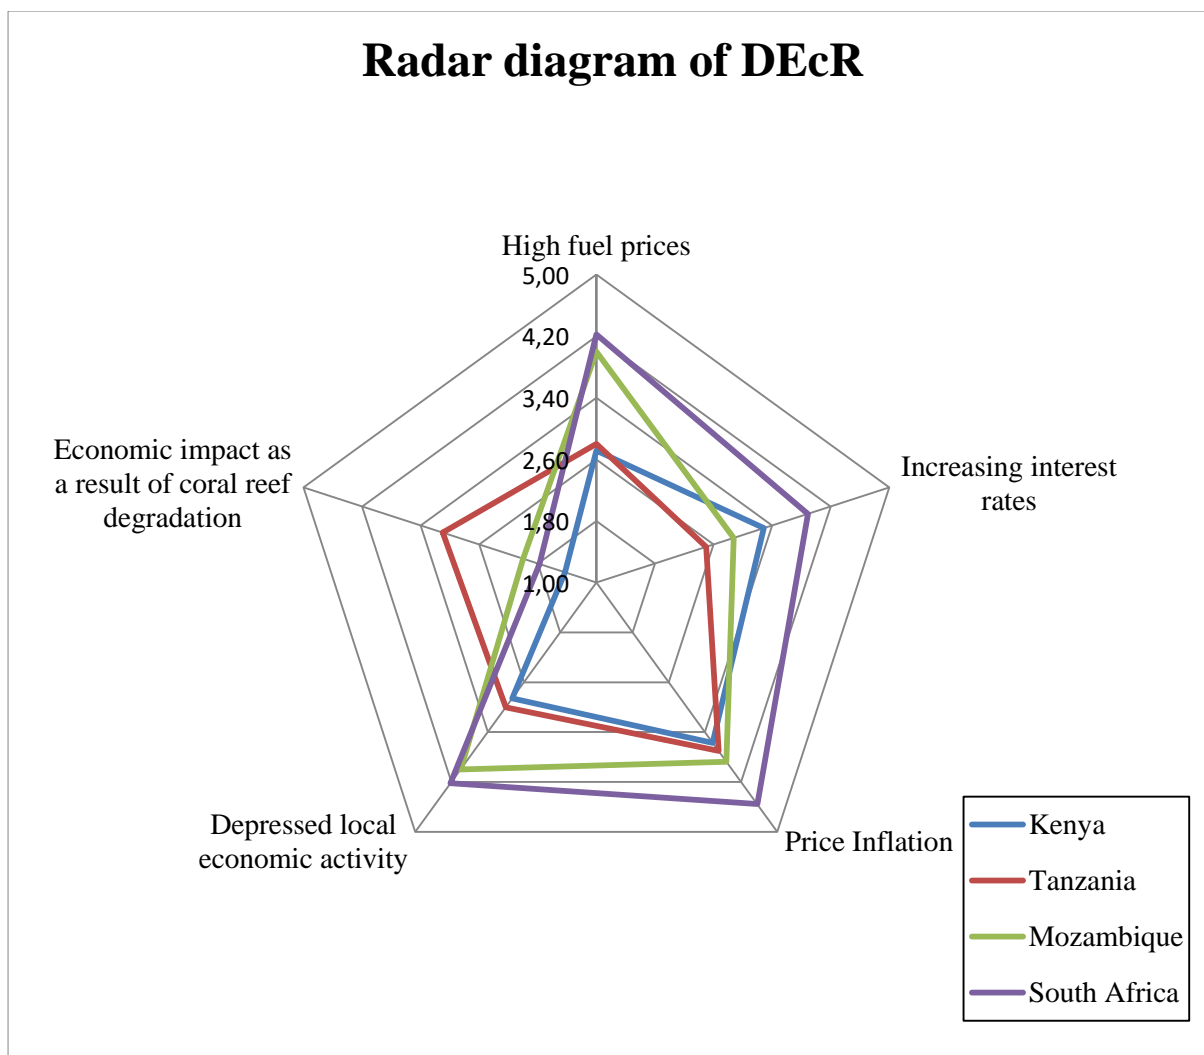 Radar diagram of DEcR
High fuel prices
5,00
4,20
3,40
2,60
1,80
1,00
Increasing interest
rates
Price Inflation
Depressed local
economic activity
Economic impact as
a result of coral reef
degradation
Kenya
Tanzania
Mozambique
South Africa